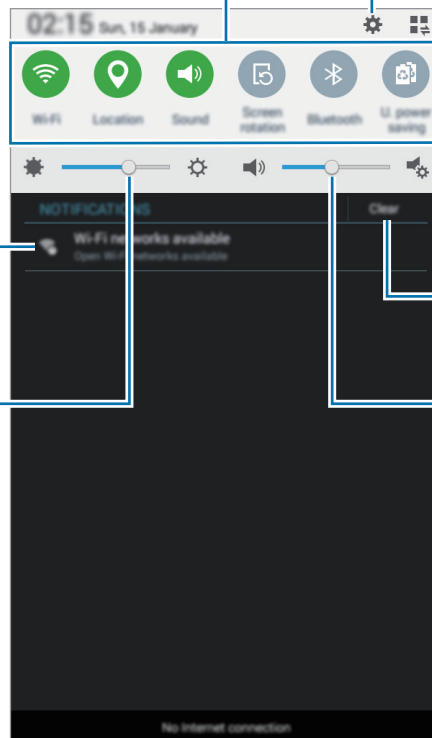 02:15 Sun, 15 January
Wi-Fi
Location
Sound
Screen rotation
Bluetooth
U. power saving
NOTIFICATIONS
Clear
Wi-Fi networks available
Open Wi-Fi networks available
No Internet connection